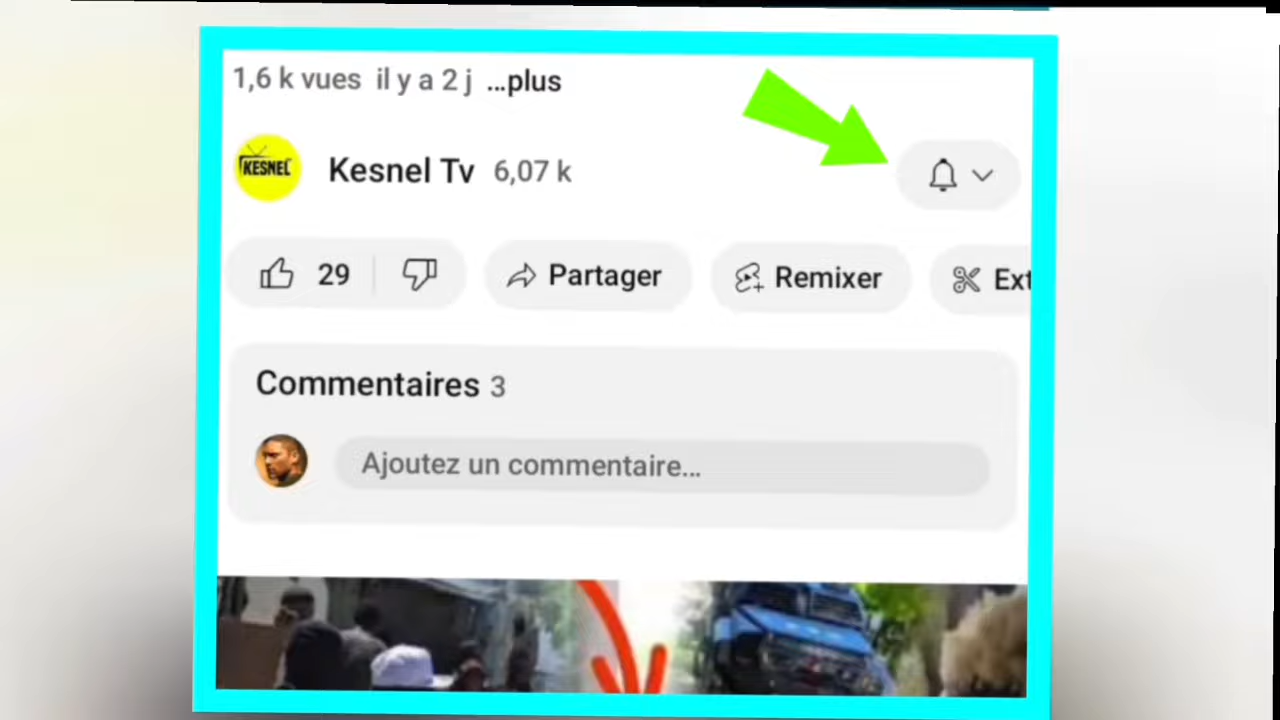 1,6 k vues il y a 2 j ...plus
KESNEL
Kesnel Tv 6,07 k
29 Partager Remixer Ext
Commentaires 3
Ajoutez un commentaire...